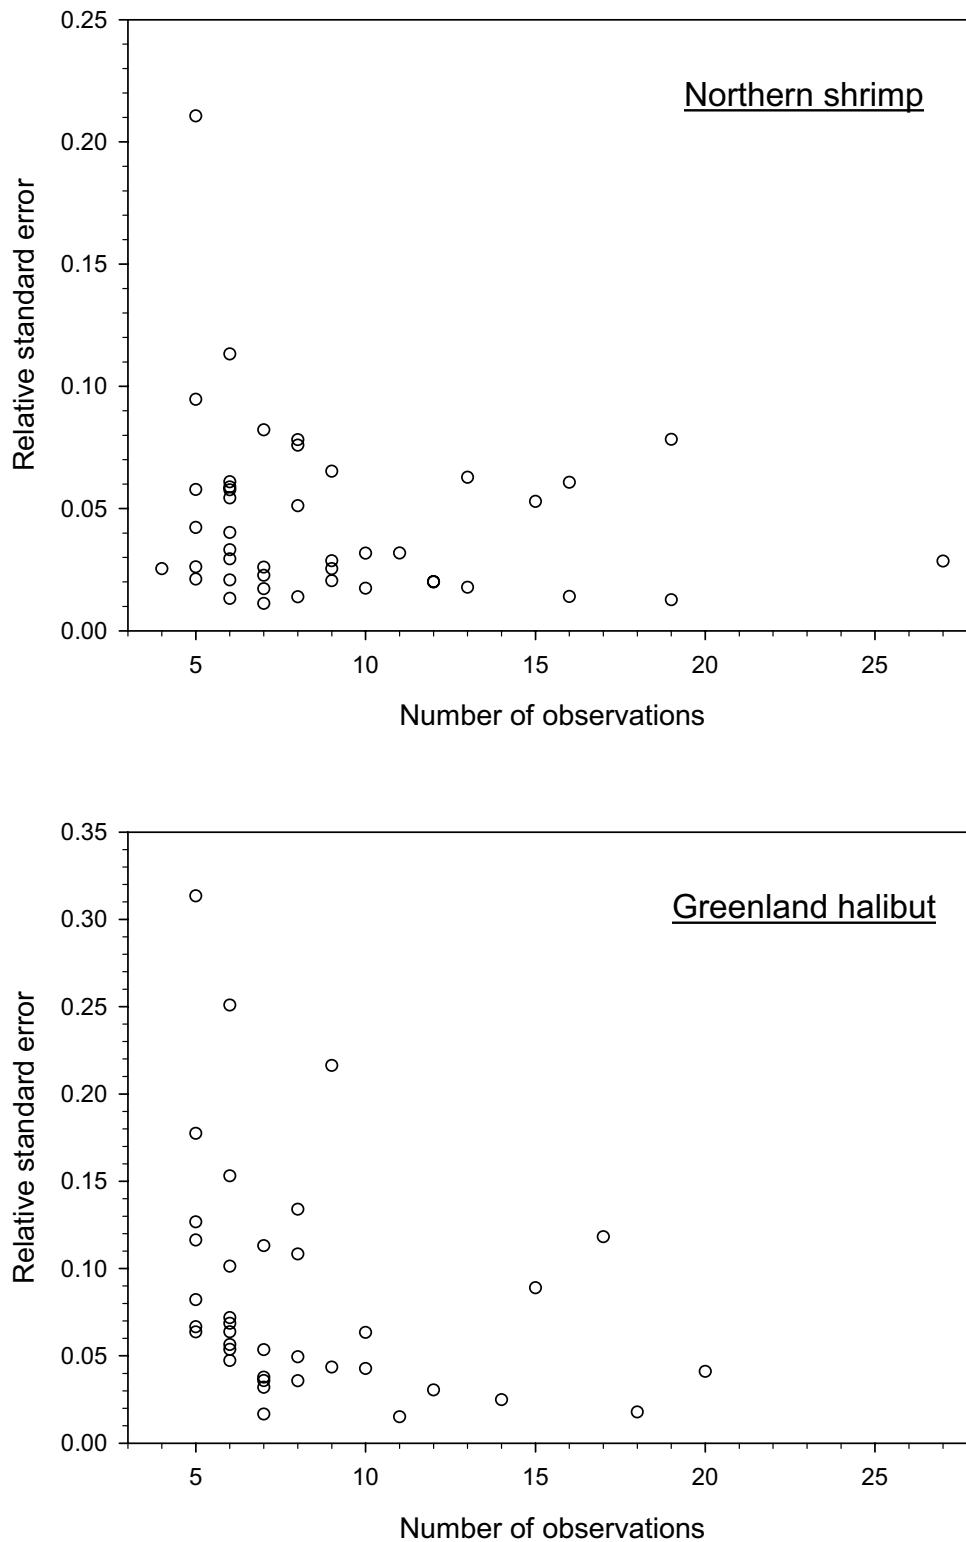 0.25
Northern shrimp
0.20
0.15
Relative standard error
0.10
0.05
0.00
5 10 15 20 25
Number of observations
0.35
Greenland halibut
0.30
0.25
0.20
Relative standard error
0.15
0.10
0.05
0.00
5 10 15 20 25
Number of observations